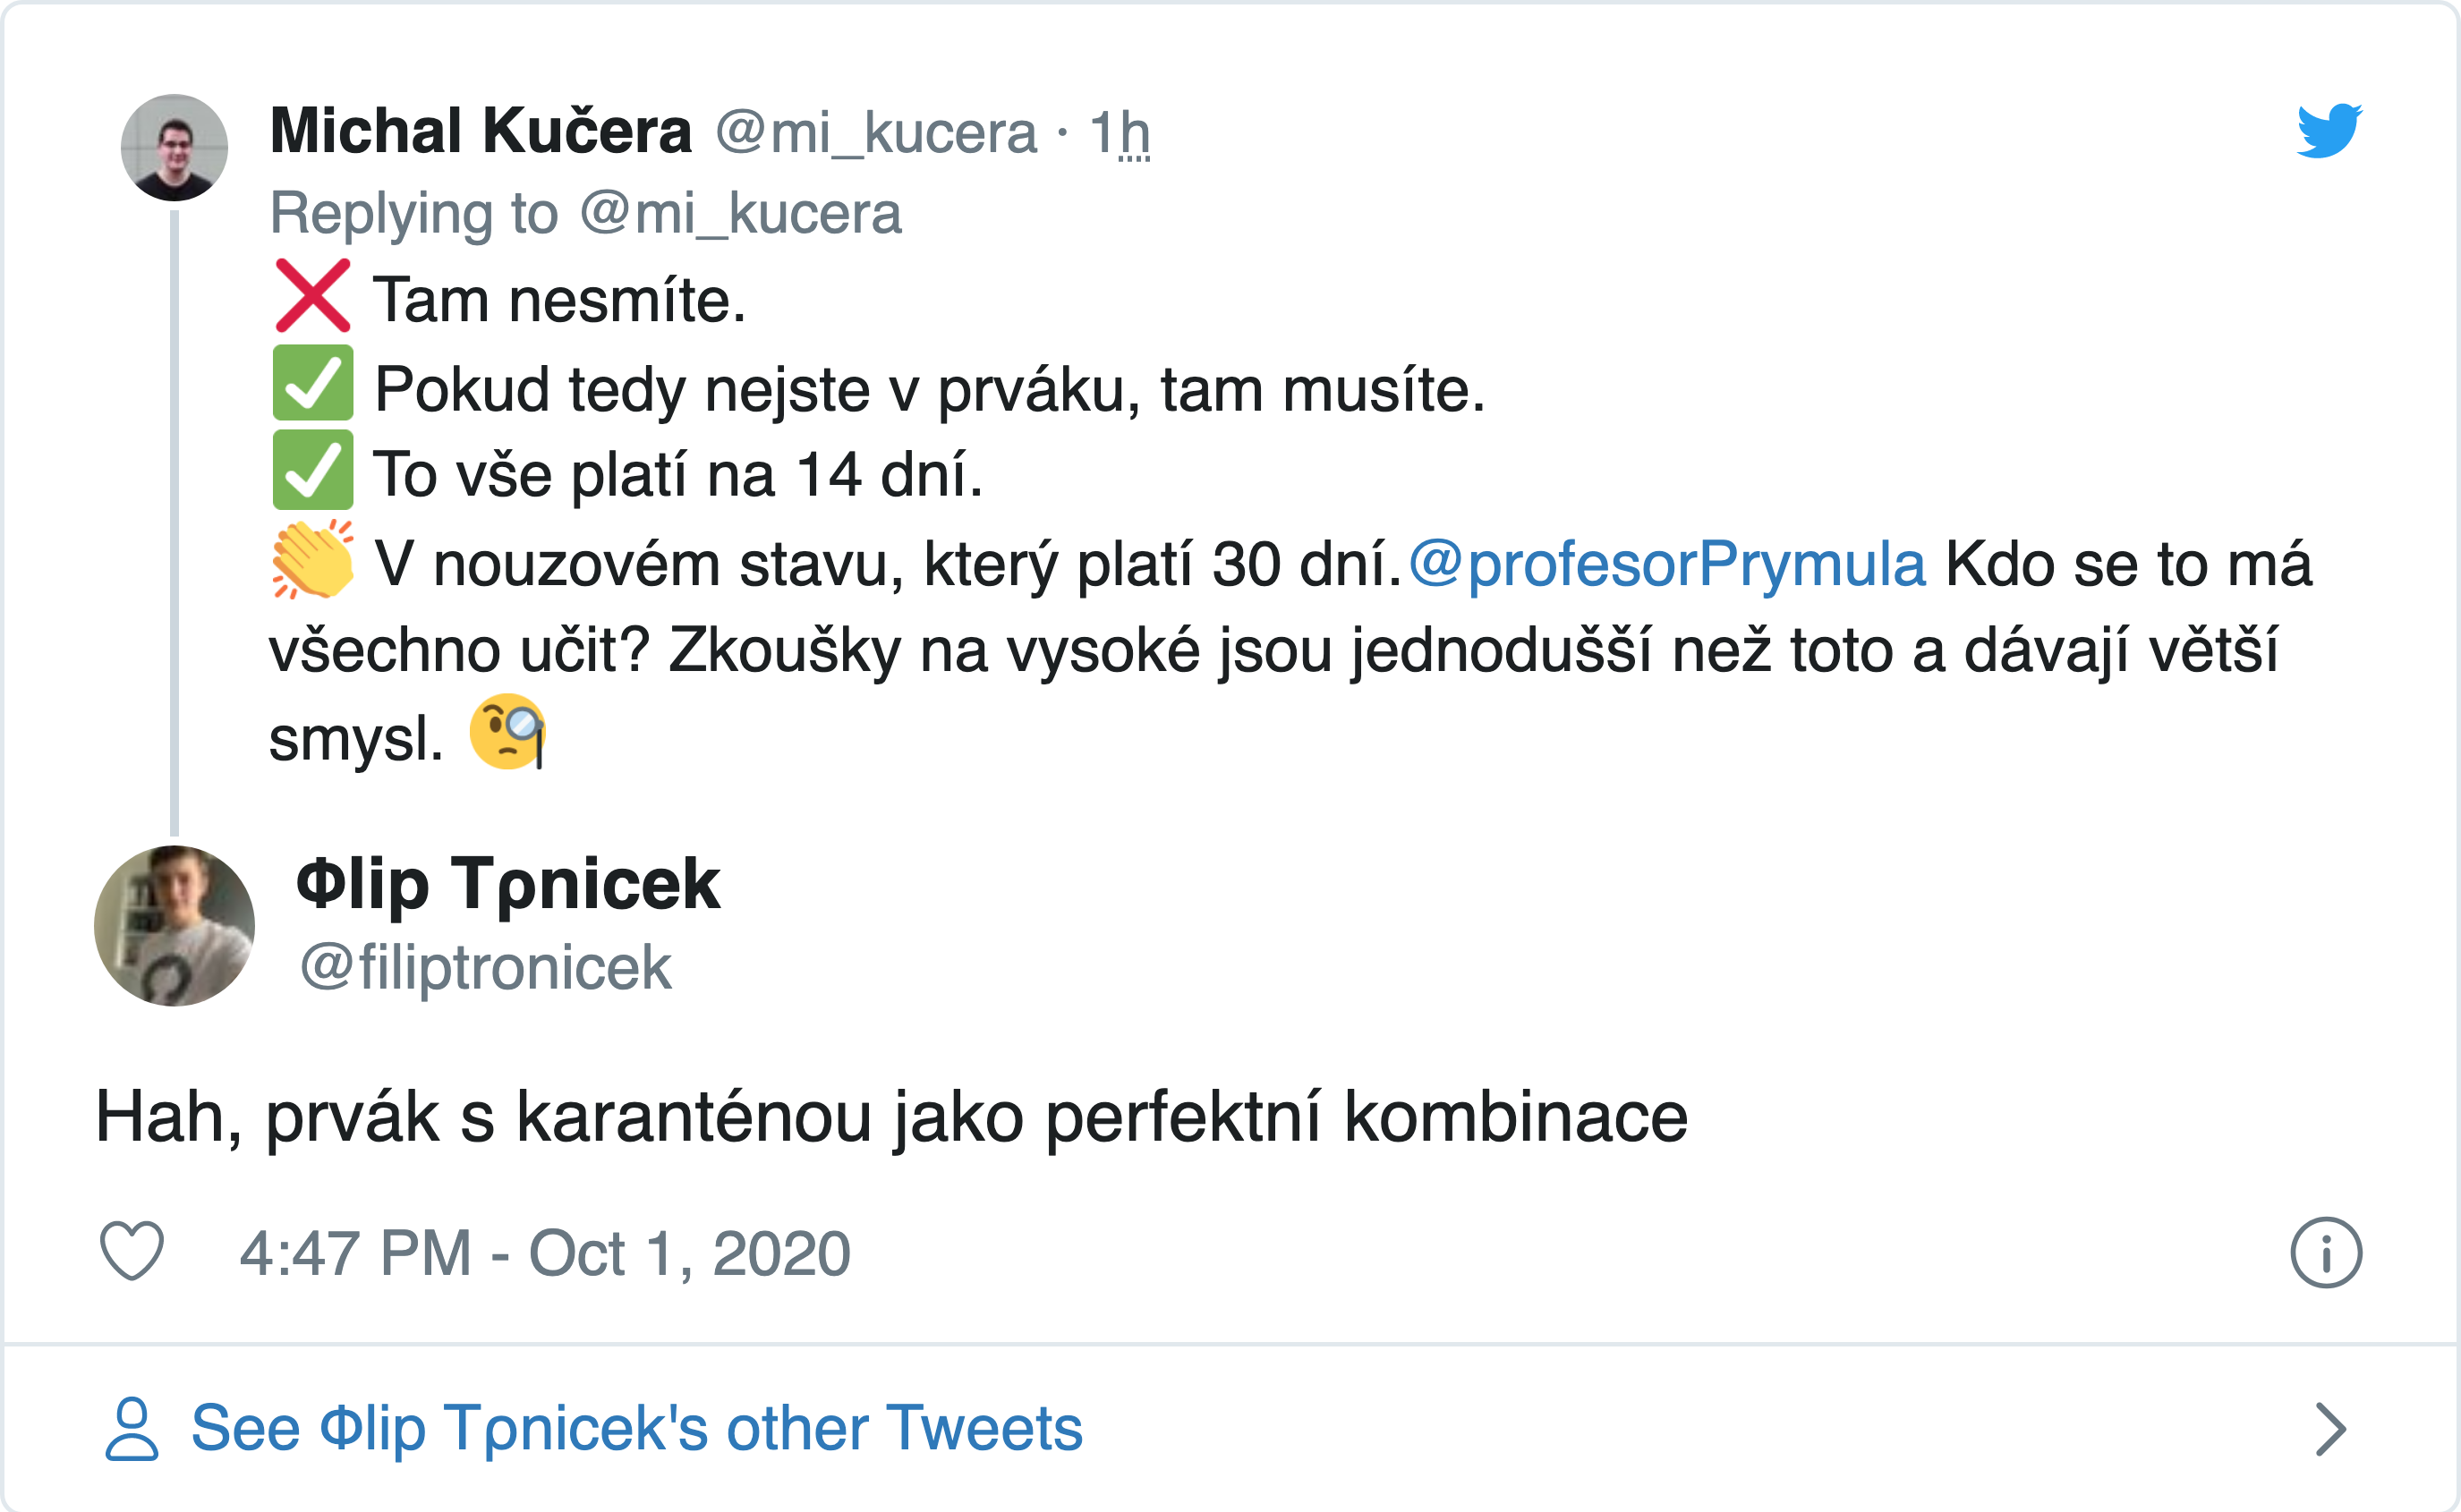 Michal Kučera @mi_kucera · 1h
Replying to @mi_kucera
❌ Tam nesmíte.
✅ Pokud tedy nejste v prváku, tam musíte.
✅ To vše platí na 14 dní.
👏 V nouzovém stavu, který platí 30 dní.@profesorPrymula Kdo se to má
všechno učit? Zkoušky na vysoké jsou jednodušší než toto a dávají větší
smysl. 🧐
Φlip Tρnicek
@filiptronicek
Hah, prvák s karanténou jako perfektní kombinace
4:47 PM - Oct 1, 2020
See Φlip Tρnicek's other Tweets